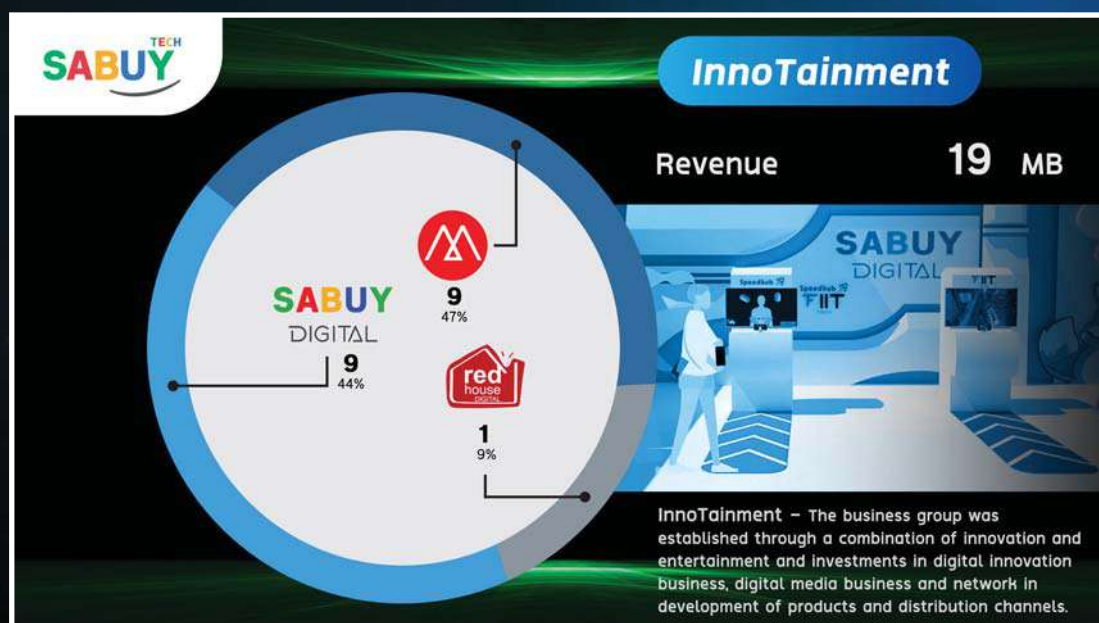 TECH
SABUY
InnoTainment
Revenue 19 MB
9
47%
SABUY
DIGITAL
9
44%
red
house
DIGITAL
1
9%
SABUY
DIGITAL
Speedhub
Speedhub
FIIT
FIIT
InnoTainment – The business group was
established through a combination of innovation and
entertainment and investments in digital innovation
business, digital media business and network in
development of products and distribution channels.